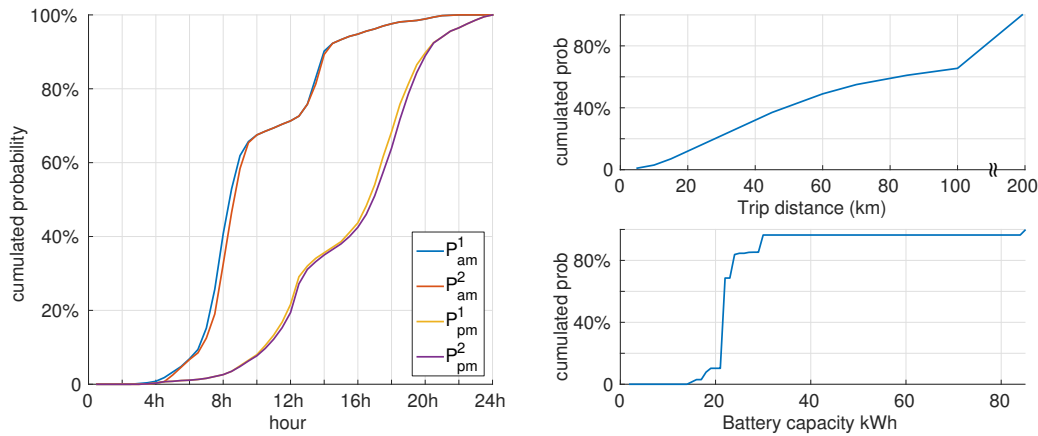 100%
80%
60%
40%
20%
0
cumulated probability
0 4h 8h 12h 16h 20h 24h
hour
P¹am
P²am
P¹pm
P²pm
80%
40%
0
cumulated prob
0 20 40 60 80 100 200
≈
Trip distance (km)
80%
40%
0
cumulated prob
0 20 40 60 80
Battery capacity kWh